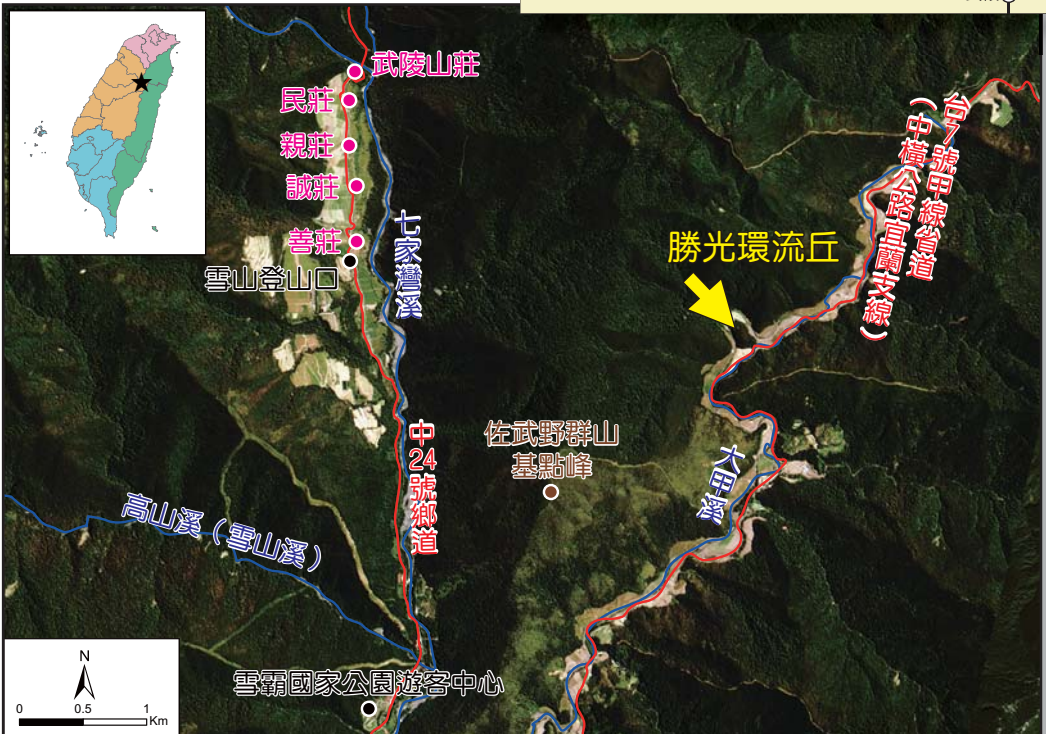 武陵山莊
民莊
親莊
誠莊
善莊
雪山登山口
七家灣溪
中24號鄉道
高山溪（雪山溪）
雪霸國家公園遊客中心
佐武野群山
基點峰
勝光環流丘
大甲溪
台7號甲線省道
（中橫公路宜蘭支線）
N
0 0.5 1
Km